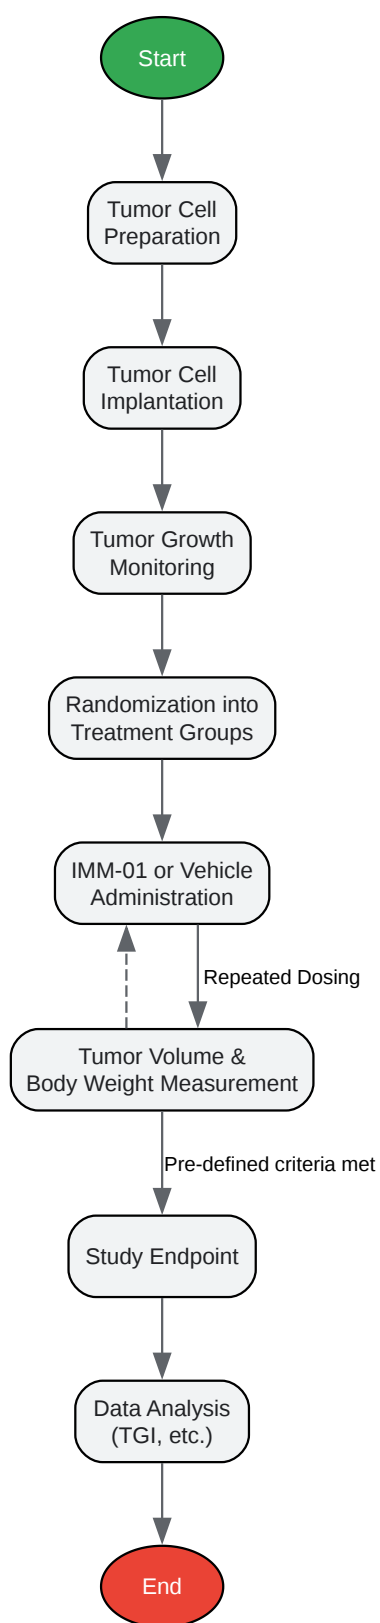 Start
Tumor Cell
Preparation
Tumor Cell
Implantation
Tumor Growth
Monitoring
Randomization into
Treatment Groups
IMM-01 or Vehicle
Administration
Repeated Dosing
Tumor Volume &
Body Weight Measurement
Pre-defined criteria met
Study Endpoint
Data Analysis
(TGI, etc.)
End